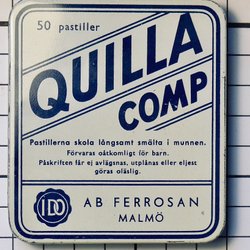 50 pastiller
QUILLA
COMP
Pastillerna skola långsamt smälta i munnen.
Förvaras oåtkomligt för barn.
Påskriften får ej avlägsnas, utplånas eller eljest
göras oläslig.
IDO
AB FERROSAN
MALMÖ